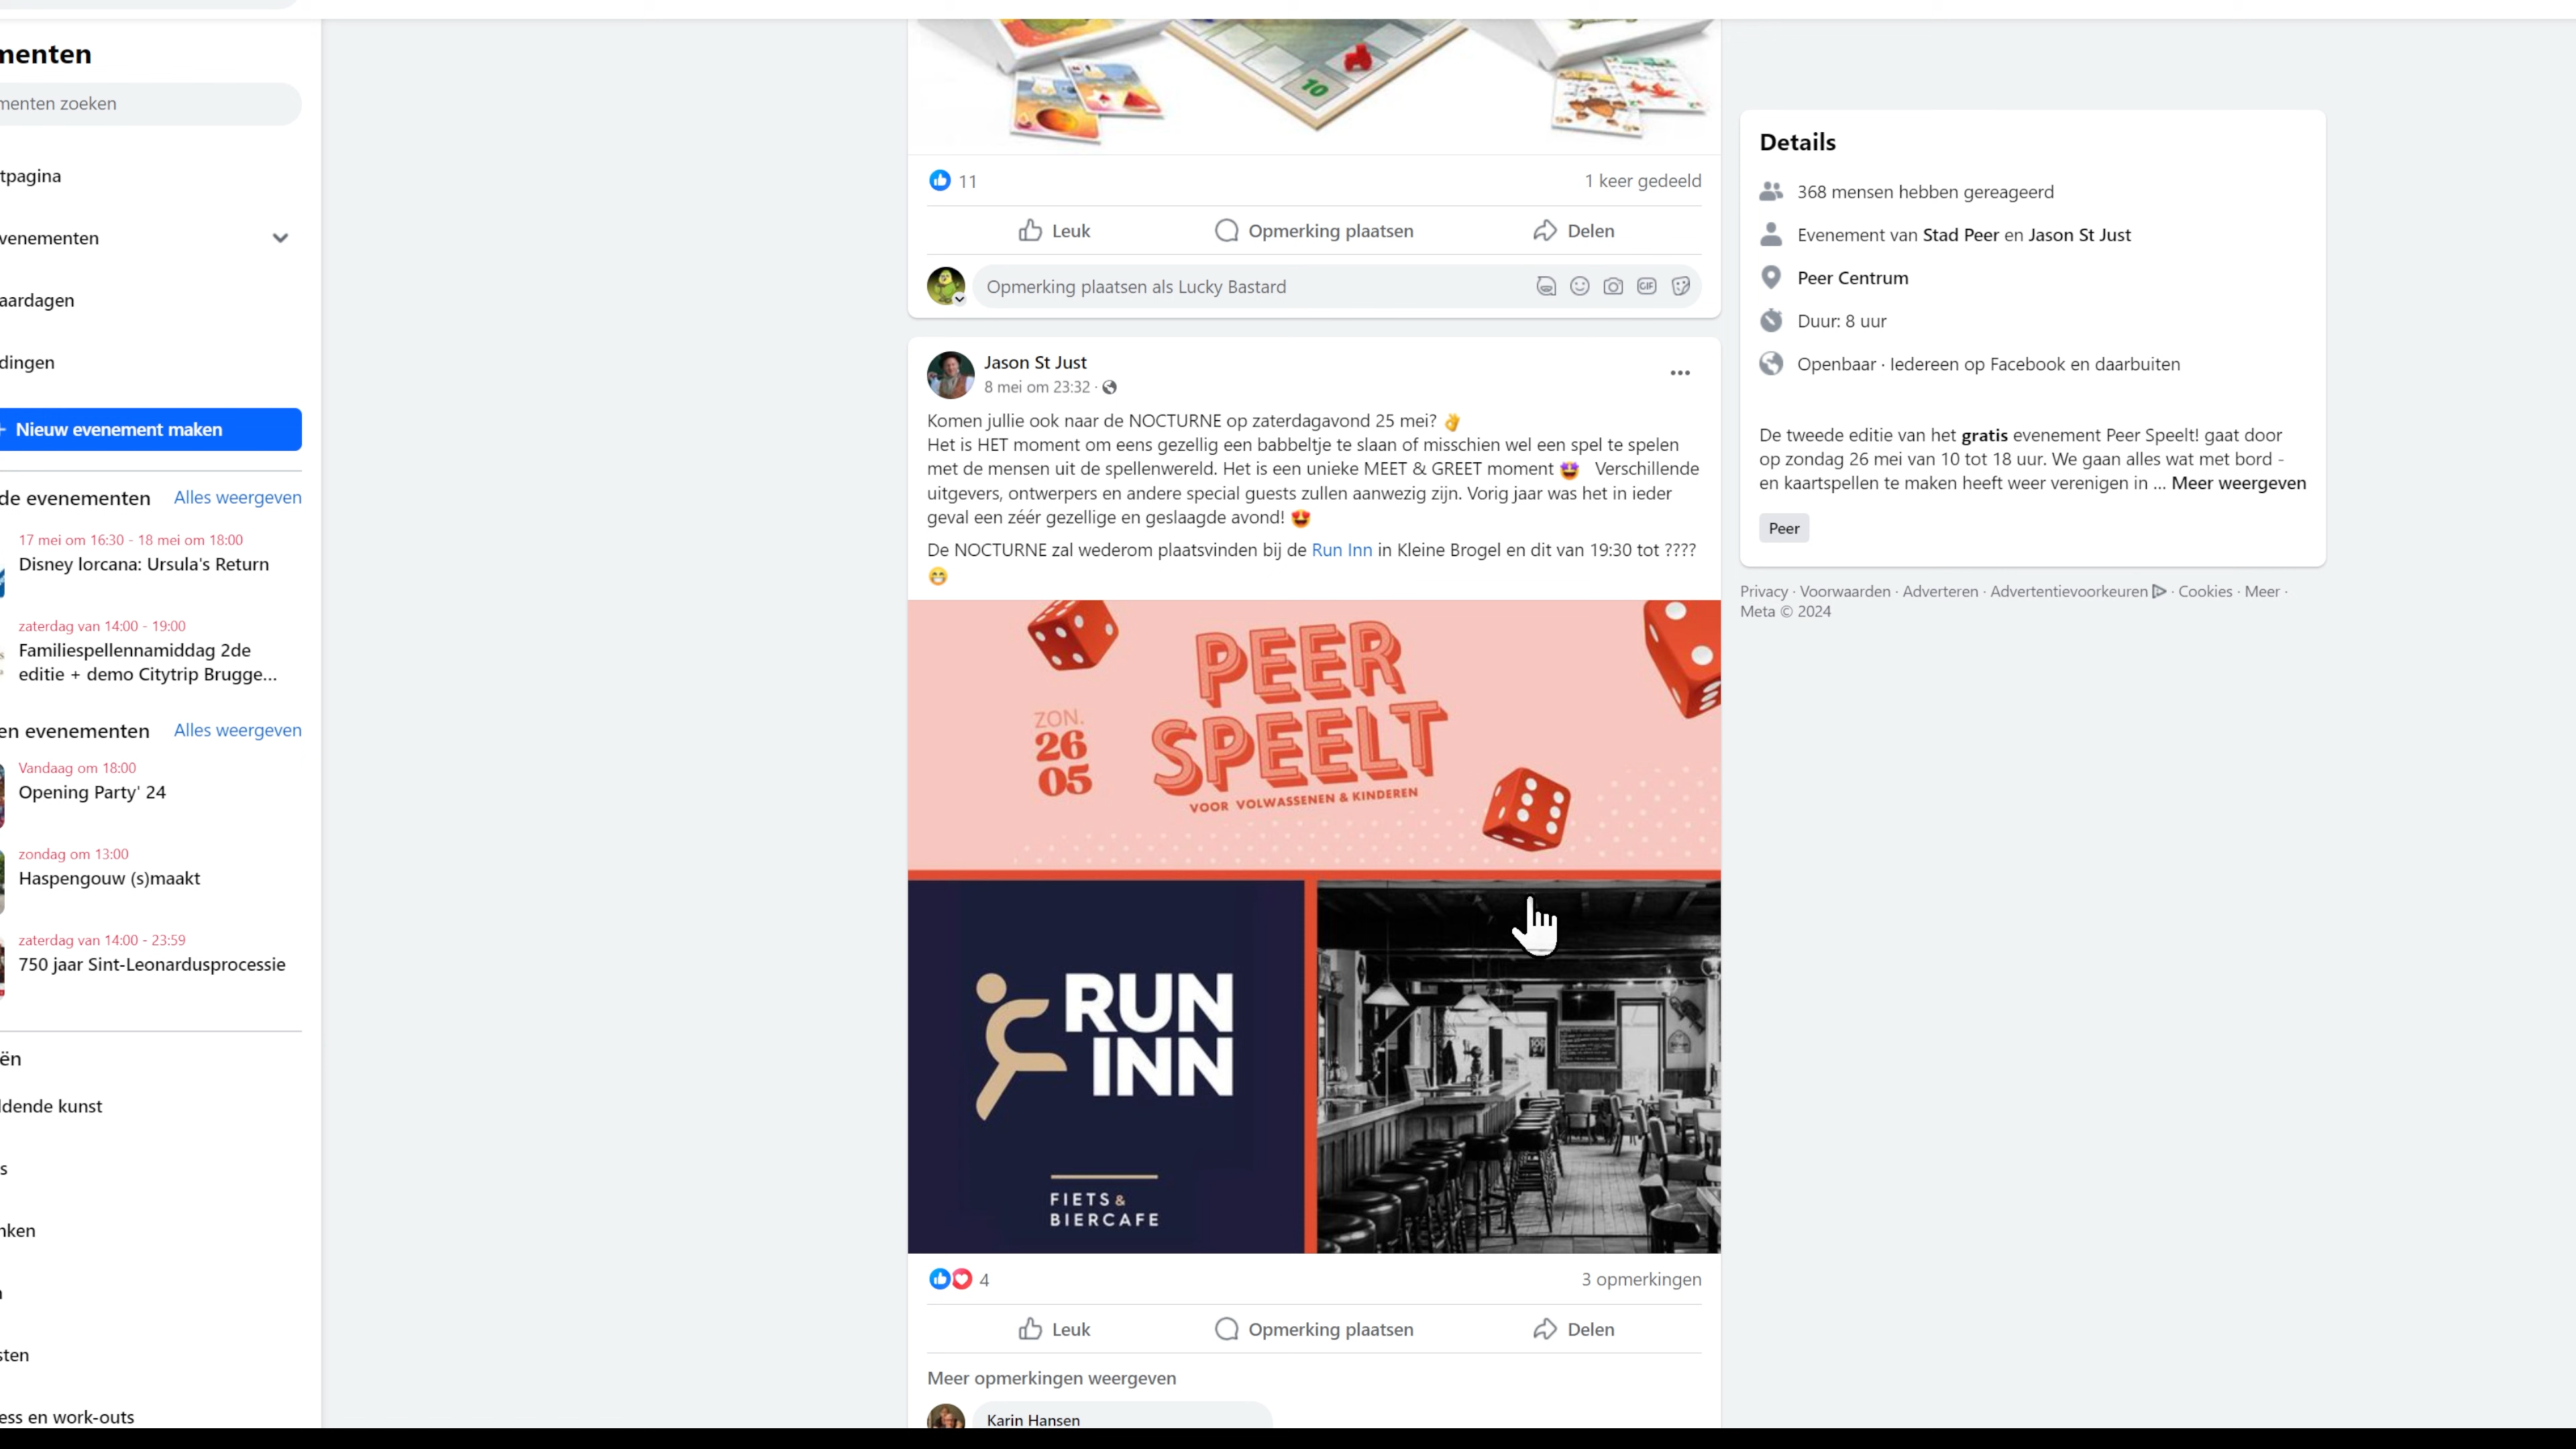 menten
menten zoeken
tpagina
venementen
aardagen
dingen
+ Nieuw evenement maken
de evenementen Alles weergeven
17 mei om 16:30 - 18 mei om 18:00
Disney lorcana: Ursula's Return
zaterdag van 14:00 - 19:00
Familiespellennamiddag 2de
editie + demo Citytrip Brugge...
en evenementen Alles weergeven
Vandaag om 18:00
Opening Party' 24
zondag om 13:00
Haspengouw (s)maakt
zaterdag van 14:00 - 23:59
750 jaar Sint-Leonardusprocessie
ën
ldende kunst
s
nken
sten
ess en work-outs
10
11 1 keer gedeeld
Leuk Opmerking plaatsen Delen
Opmerking plaatsen als Lucky Bastard GIF
Jason St Just
8 mei om 23:32 ·
Komen jullie ook naar de NOCTURNE op zaterdagavond 25 mei? 👌
Het is HET moment om eens gezellig een babbeltje te slaan of misschien wel een spel te spelen
met de mensen uit de spellenwereld. Het is een unieke MEET & GREET moment 🤩 Verschillende
uitgevers, ontwerpers en andere special guests zullen aanwezig zijn. Vorig jaar was het in ieder
geval een zéér gezellige en geslaagde avond! 😍
De NOCTURNE zal wederom plaatsvinden bij de Run Inn in Kleine Brogel en dit van 19:30 tot ????
😁
PEER
SPEELT
ZON.
26
05
VOOR VOLWASSENEN & KINDEREN
RUN
INN
FIETS &
BIERCAFE
4 3 opmerkingen
Leuk Opmerking plaatsen Delen
Meer opmerkingen weergeven
Karin Hansen
Details
368 mensen hebben gereageerd
Evenement van Stad Peer en Jason St Just
Peer Centrum
Duur: 8 uur
Openbaar · Iedereen op Facebook en daarbuiten
De tweede editie van het gratis evenement Peer Speelt! gaat door
op zondag 26 mei van 10 tot 18 uur. We gaan alles wat met bord -
en kaartspellen te maken heeft weer verenigen in ... Meer weergeven
Peer
Privacy · Voorwaarden · Adverteren · Advertentievoorkeuren · Cookies · Meer ·
Meta © 2024